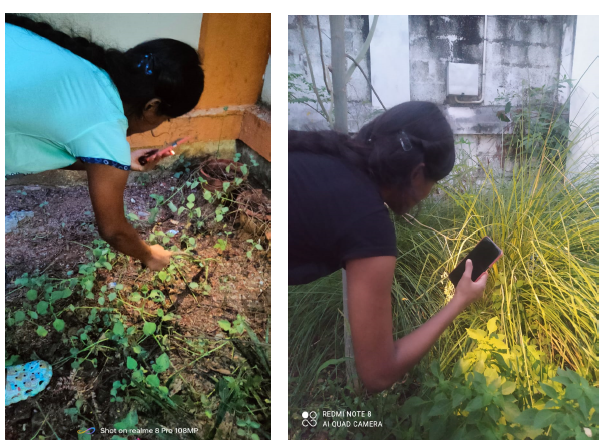 Shot on realme 8 Pro 108MP
REDMI NOTE 8
AI QUAD CAMERA